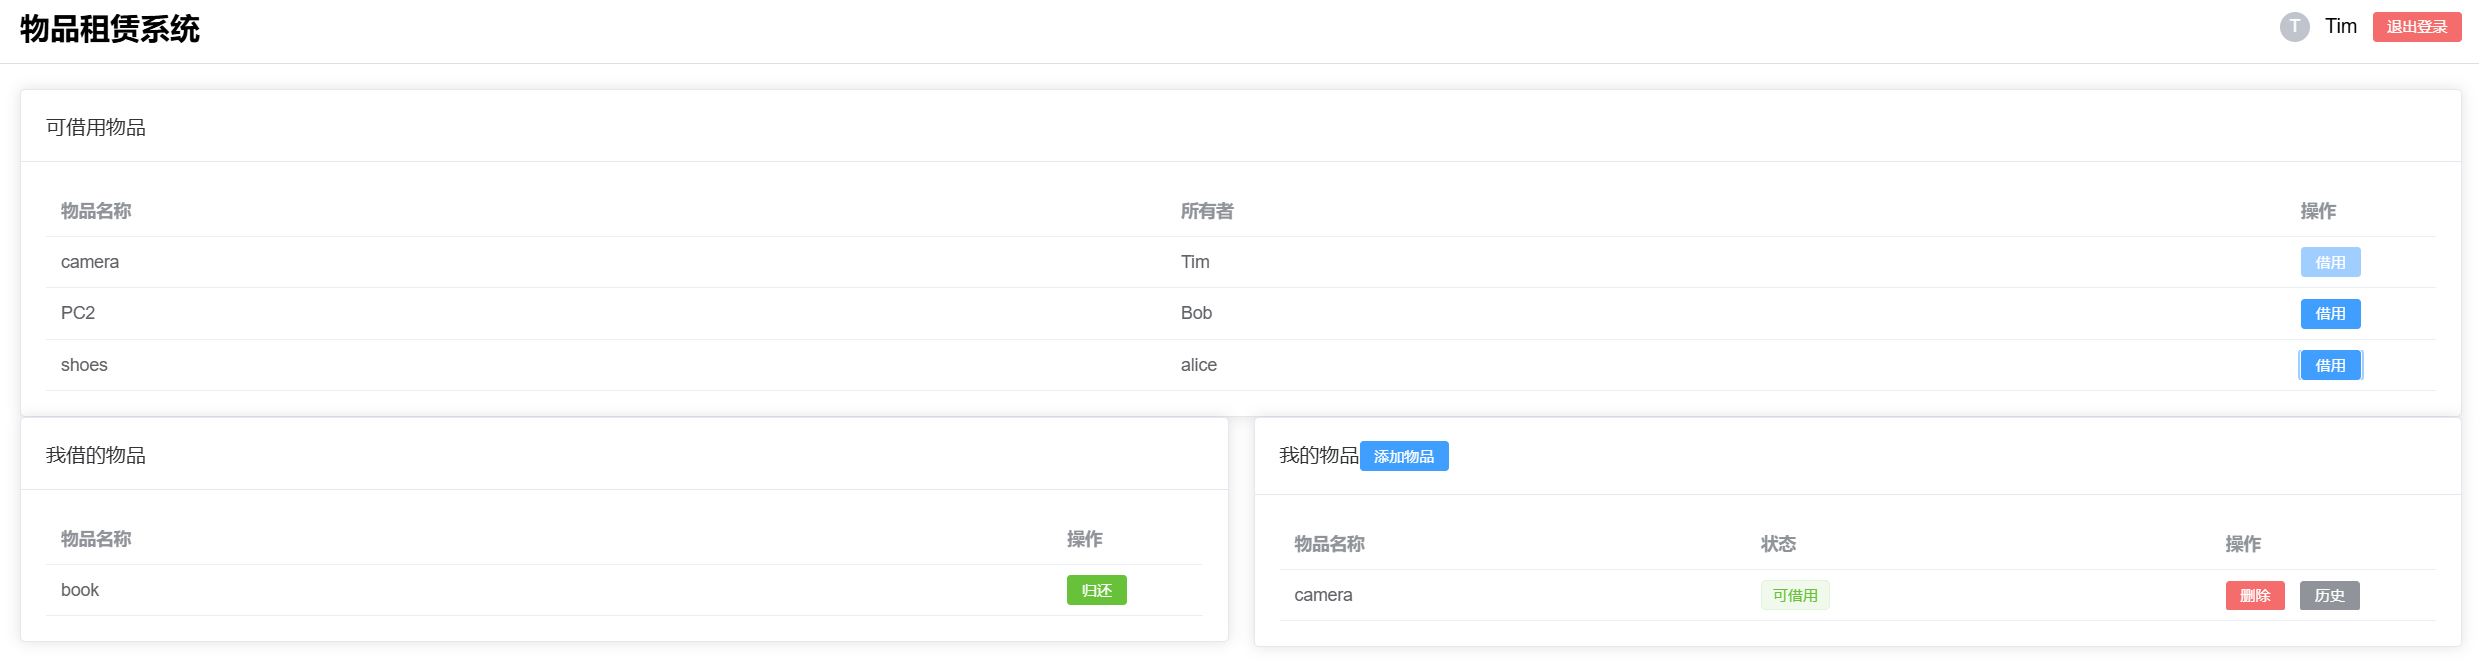 物品租赁系统
T Tim 退出登录
可借用物品
物品名称 所有者 操作
camera Tim 借用
PC2 Bob 借用
shoes alice 借用
我借的物品
物品名称 操作
book 归还
我的物品 添加物品
物品名称 状态 操作
camera 可借用 删除 历史